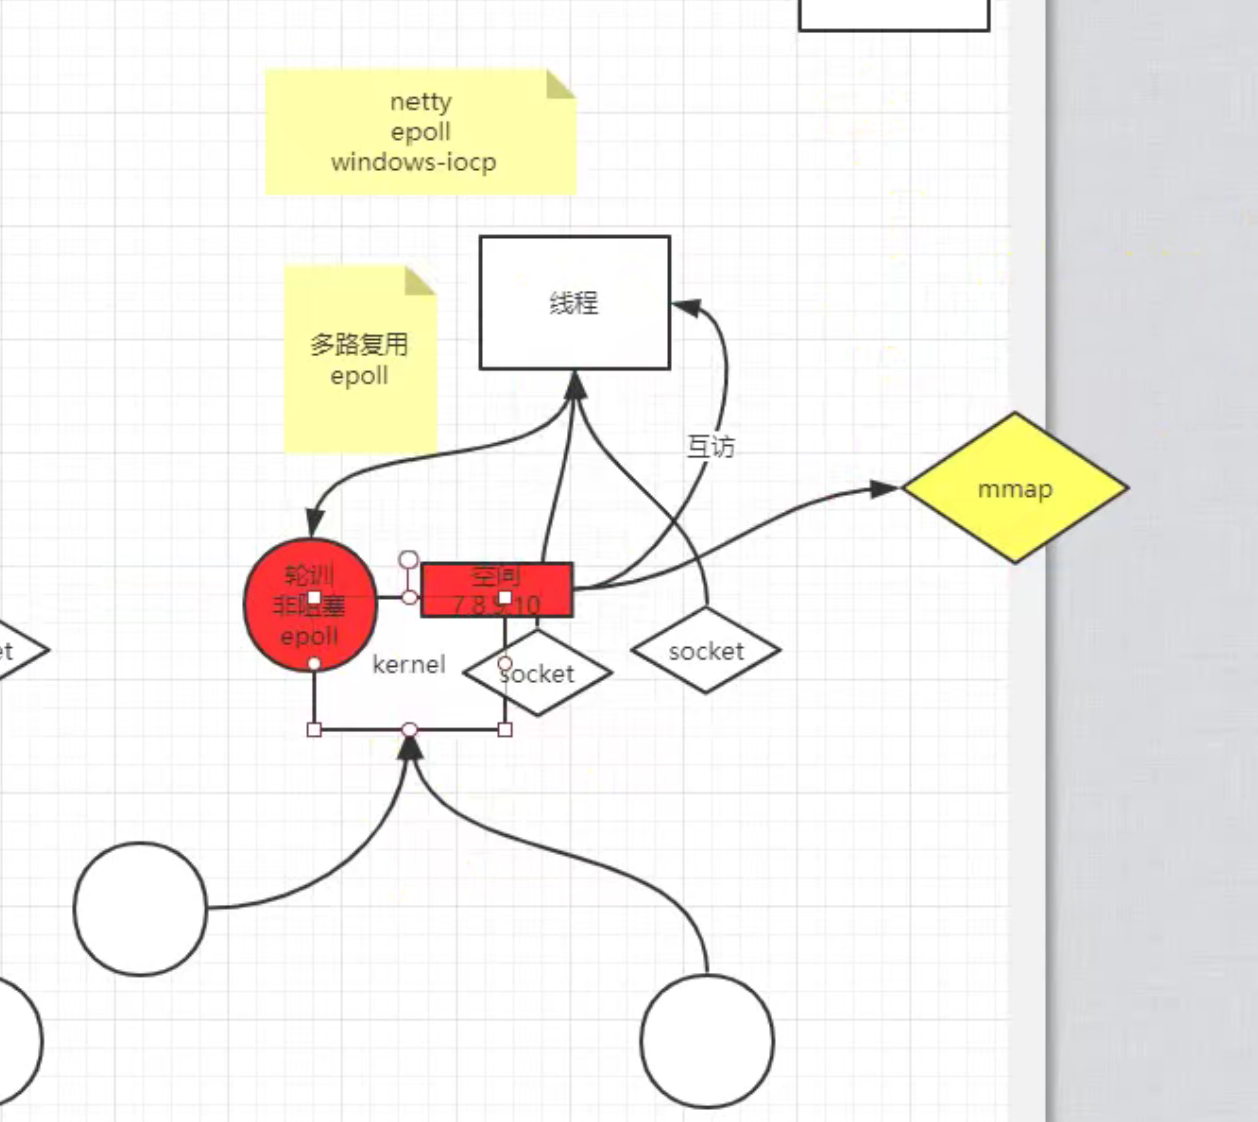 netty
epoll
windows-iocp
线程
多路复用
epoll
互访
mmap
轮训
非阻塞
epoll
空间
7 8 9 10
kernel
socket
socket
et